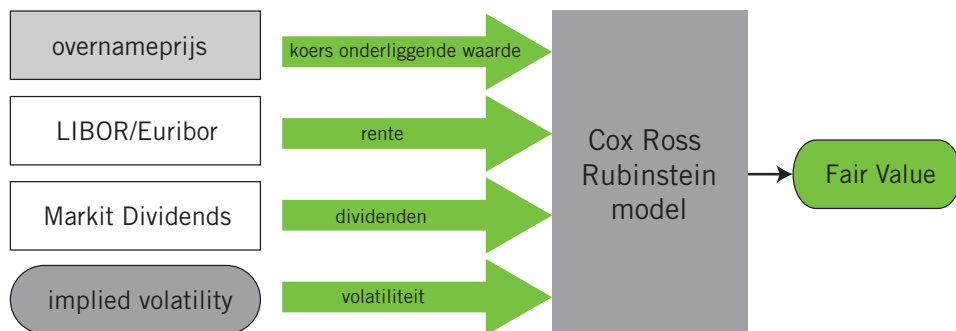 overnameprijs
koers onderliggende waarde
LIBOR/Euribor
rente
Markit Dividends
dividenden
implied volatility
volatiliteit
Cox Ross
Rubinstein
model
Fair Value